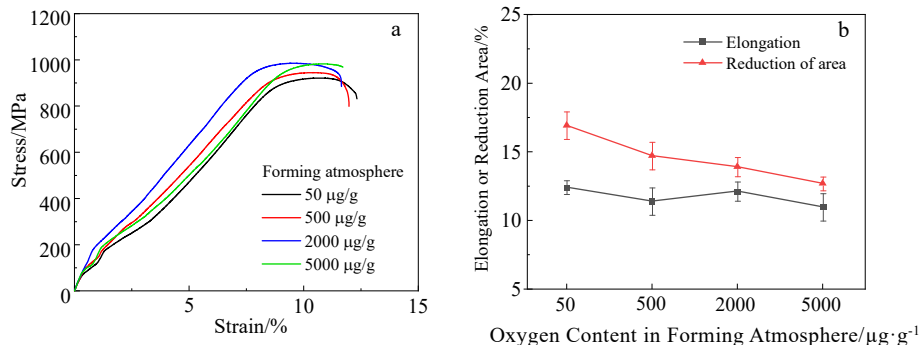 a
1200
1000
800
600
400
200
0
5
10
15
Stress/MPa
Strain/%
Forming atmosphere
50 μg/g
500 μg/g
2000 μg/g
5000 μg/g
b
Elongation
Reduction of area
25
20
15
10
5
50
500
2000
5000
Elongation or Reduction Area/%
Oxygen Content in Forming Atmosphere/μg·g⁻¹